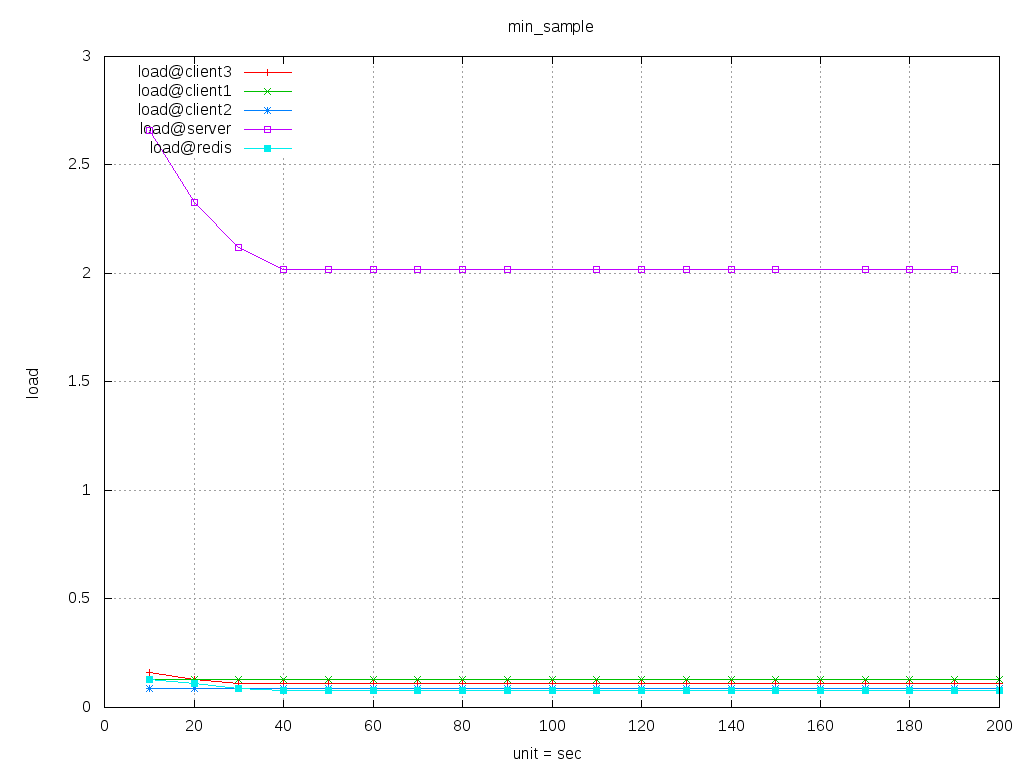 min_sample
load@client3
load@client1
load@client2
load@server
load@redis
3
2.5
2
1.5
1
0.5
0
load
0 20 40 60 80 100 120 140 160 180 200
unit = sec